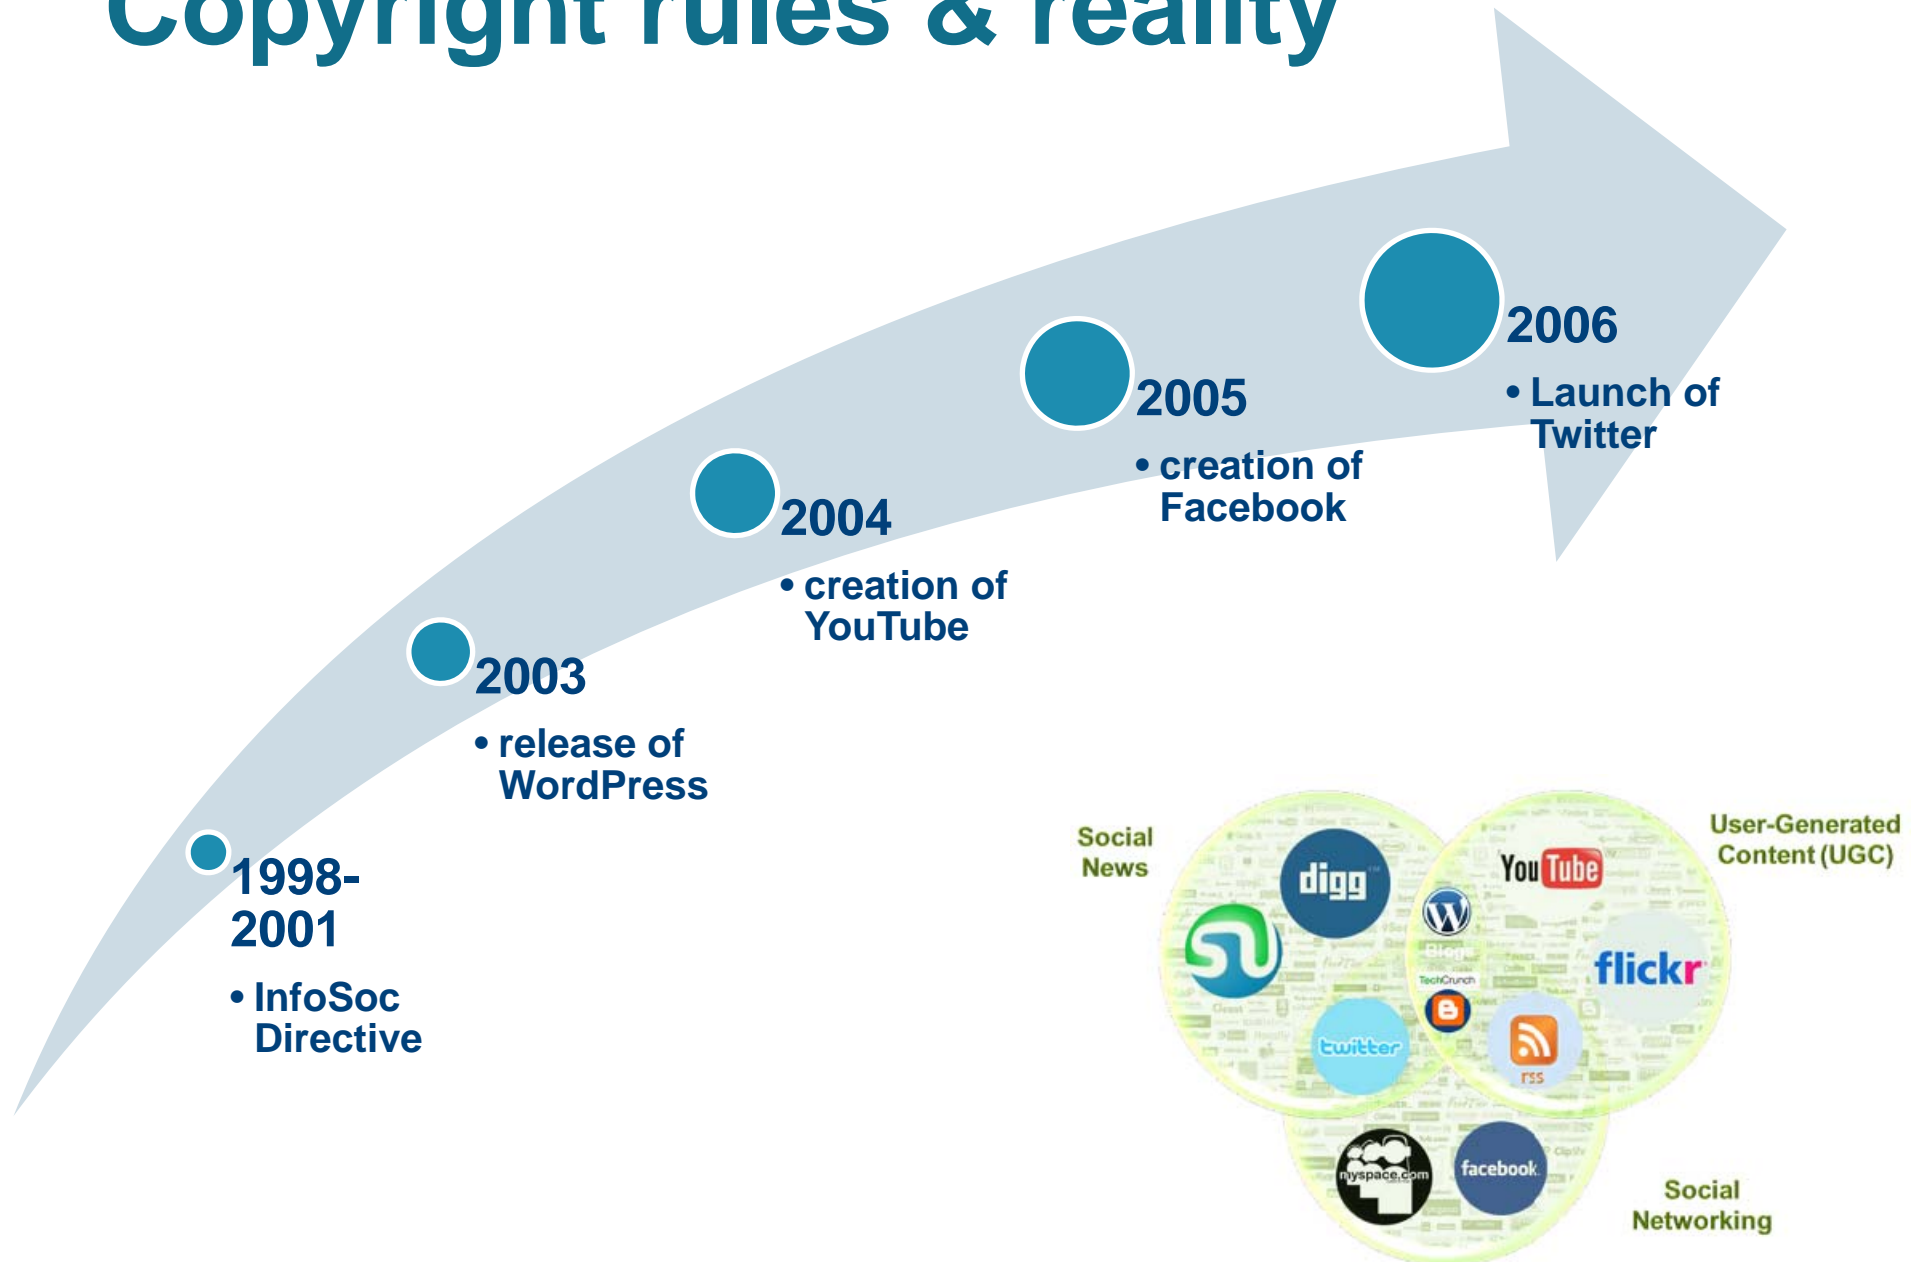 Copyright rules & reality
2006
• Launch of
Twitter
2005
• creation of
Facebook
2004
• creation of
YouTube
2003
• release of
WordPress
1998-
2001
• InfoSoc
Directive
Social
News
User-Generated
Content (UGC)
digg
YouTube
Blogs
TechCrunch
flickr
twitter
rss
myspace.com
facebook
Social
Networking